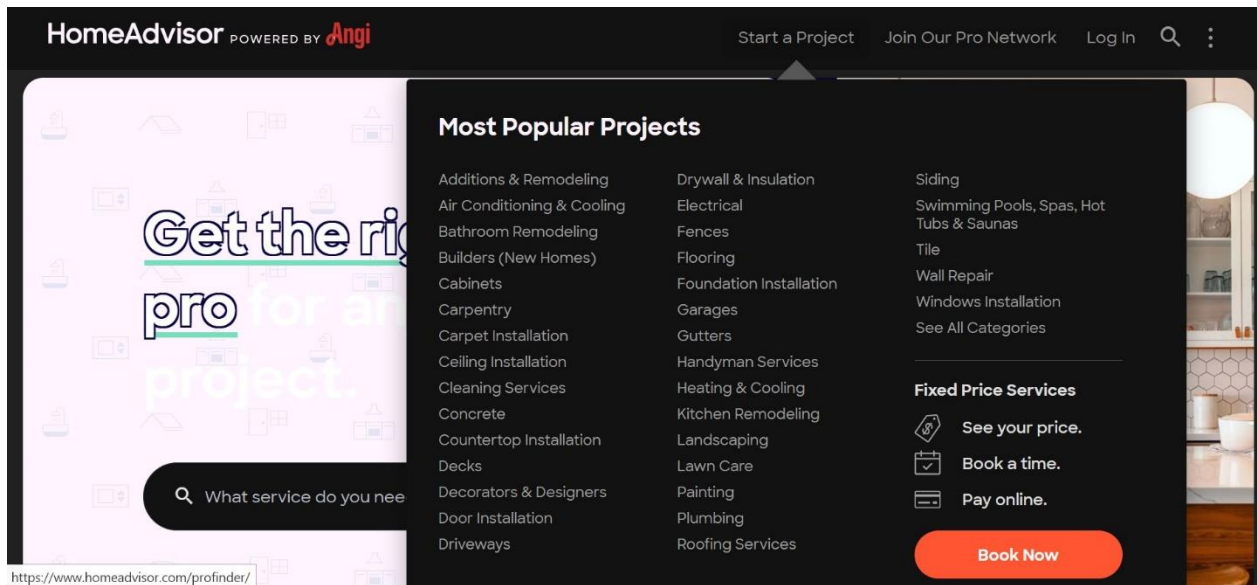 HomeAdvisor POWERED BY Angi
Start a Project
Join Our Pro Network
Log In
Get the
pro for an
project.
What service do you nee
Most Popular Projects
Additions & Remodeling
Air Conditioning & Cooling
Bathroom Remodeling
Builders (New Homes)
Cabinets
Carpentry
Carpet Installation
Ceiling Installation
Cleaning Services
Concrete
Countertop Installation
Decks
Decorators & Designers
Door Installation
Driveways
Drywall & Insulation
Electrical
Fences
Flooring
Foundation Installation
Garages
Gutters
Handyman Services
Heating & Cooling
Kitchen Remodeling
Landscaping
Lawn Care
Painting
Plumbing
Roofing Services
Siding
Swimming Pools, Spas, Hot
Tubs & Saunas
Tile
Wall Repair
Windows Installation
See All Categories
Fixed Price Services
See your price.
Book a time.
Pay online.
Book Now
https://www.homeadvisor.com/profinder/